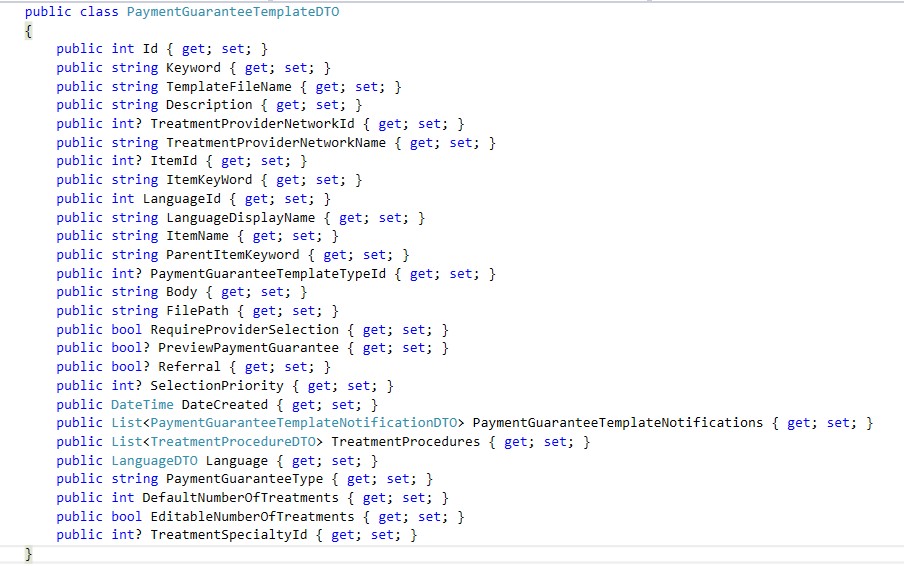 public class PaymentGuaranteeTemplateDTO
{
public int Id { get; set; }
public string Keyword { get; set; }
public string TemplateFileName { get; set; }
public string Description { get; set; }
public int? TreatmentProviderNetworkId { get; set; }
public string TreatmentProviderNetworkName { get; set; }
public int? ItemId { get; set; }
public string ItemKeyWord { get; set; }
public int LanguageId { get; set; }
public string LanguageDisplayName { get; set; }
public string ItemName { get; set; }
public string ParentItemKeyword { get; set; }
public int? PaymentGuaranteeTemplateTypeId { get; set; }
public string Body { get; set; }
public string FilePath { get; set; }
public bool RequireProviderSelection { get; set; }
public bool? PreviewPaymentGuarantee { get; set; }
public bool? Referral { get; set; }
public int? SelectionPriority { get; set; }
public DateTime DateCreated { get; set; }
public List<PaymentGuaranteeTemplateNotificationDTO> PaymentGuaranteeTemplateNotifications { get; set; }
public List<TreatmentProcedureDTO> TreatmentProcedures { get; set; }
public LanguageDTO Language { get; set; }
public string PaymentGuaranteeType { get; set; }
public int DefaultNumberOfTreatments { get; set; }
public bool EditableNumberOfTreatments { get; set; }
public int? TreatmentSpecialtyId { get; set; }
}